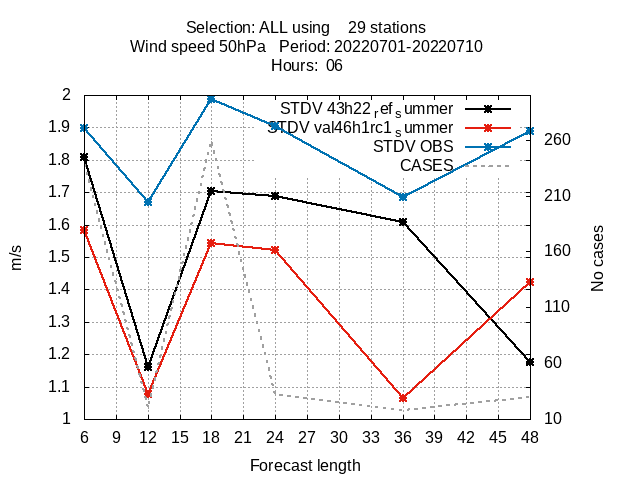 Selection: ALL using    29 stations
Wind speed 50hPa   Period: 20220701-20220710
Hours:  06
STDV 43h22_ref_summer
STDV val46h1rc1_summer
STDV OBS
CASES
2
1.9
1.8
1.7
1.6
1.5
1.4
1.3
1.2
1.1
1
m/s
260
210
160
110
60
10
No cases
6 9 12 15 18 21 24 27 30 33 36 39 42 45 48
Forecast length